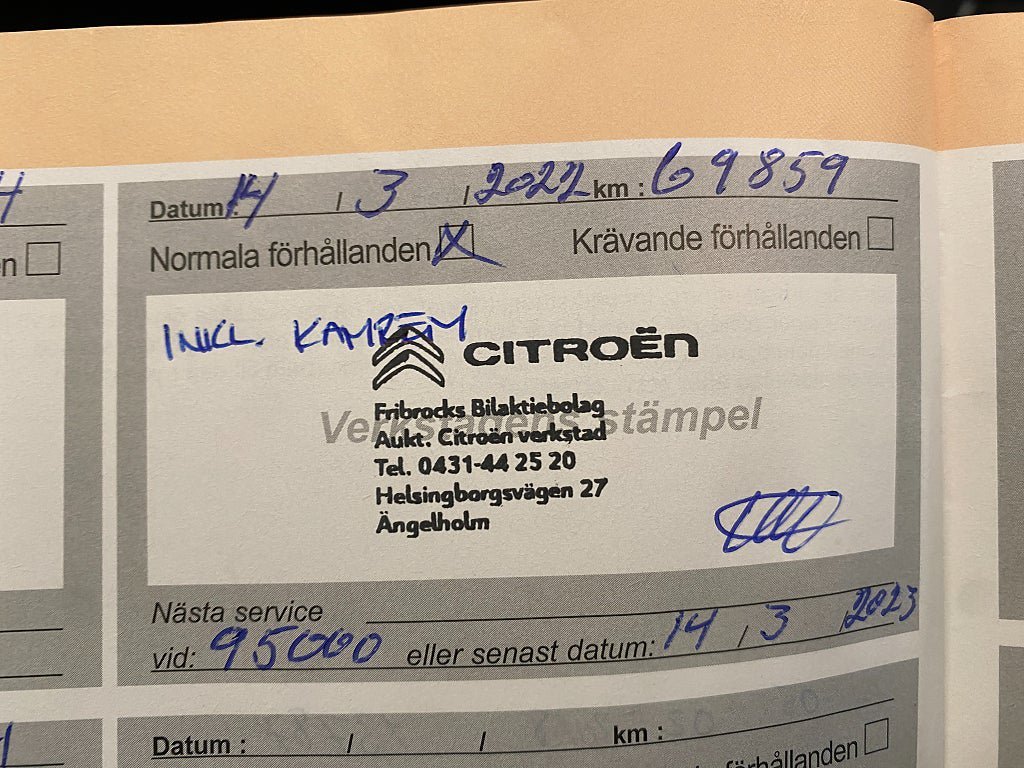 Datum: 14 / 3 / 2022 km : 69859
Normala förhållanden X Krävande förhållanden
INKL. KAMREM
CITROËN
Verkstadens stämpel
Fribrocks Bilaktiebolag
Aukt. Citroën verkstad
Tel. 0431-44 25 20
Helsingborgsvägen 27
Ängelholm
Nästa service
vid: 95000 eller senast datum: 14 / 3 / 2023
Datum : / / km :
förhållanden